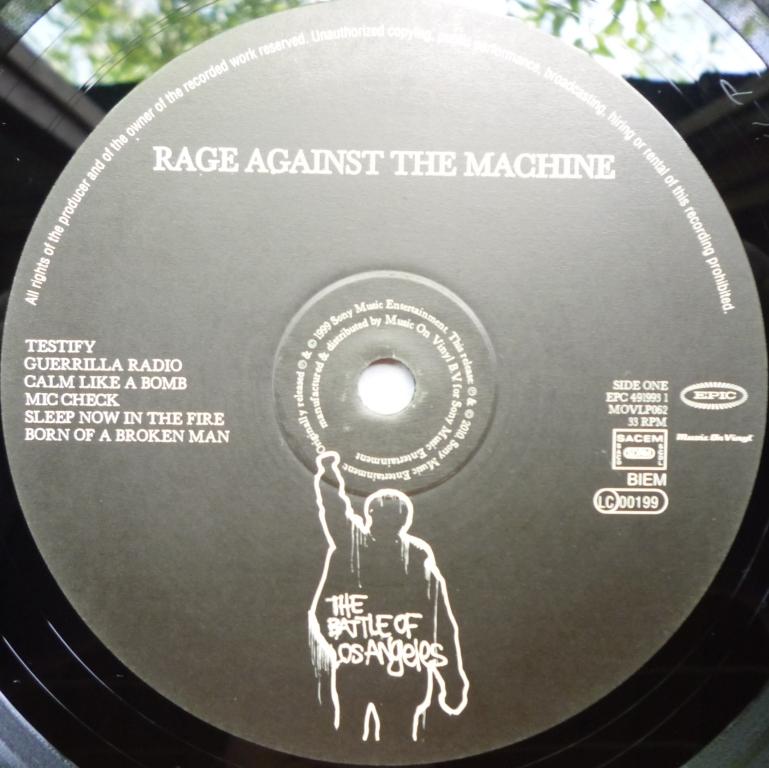 All rights of the producer and of the owner of the recorded work reserved. Unauthorized copying, public performance, broadcasting, hiring or rental of this recording prohibited.
RAGE AGAINST THE MACHINE
Originally released ℗ & © 1999 Sony Music Entertainment. This release: ℗ & © 2010 Sony Music Entertainment
manufactured & distributed by Music On Vinyl B.V for Sony Music Entertainment
TESTIFY
GUERRILLA RADIO
CALM LIKE A BOMB
MIC CHECK
SLEEP NOW IN THE FIRE
BORN OF A BROKEN MAN
SIDE ONE
EPC 491993 1
MOVLP062
33 RPM
EPIC
Music On Vinyl
SACEM
BIEM
LC 00199
THE
BATTLE OF
LOS ANGELES